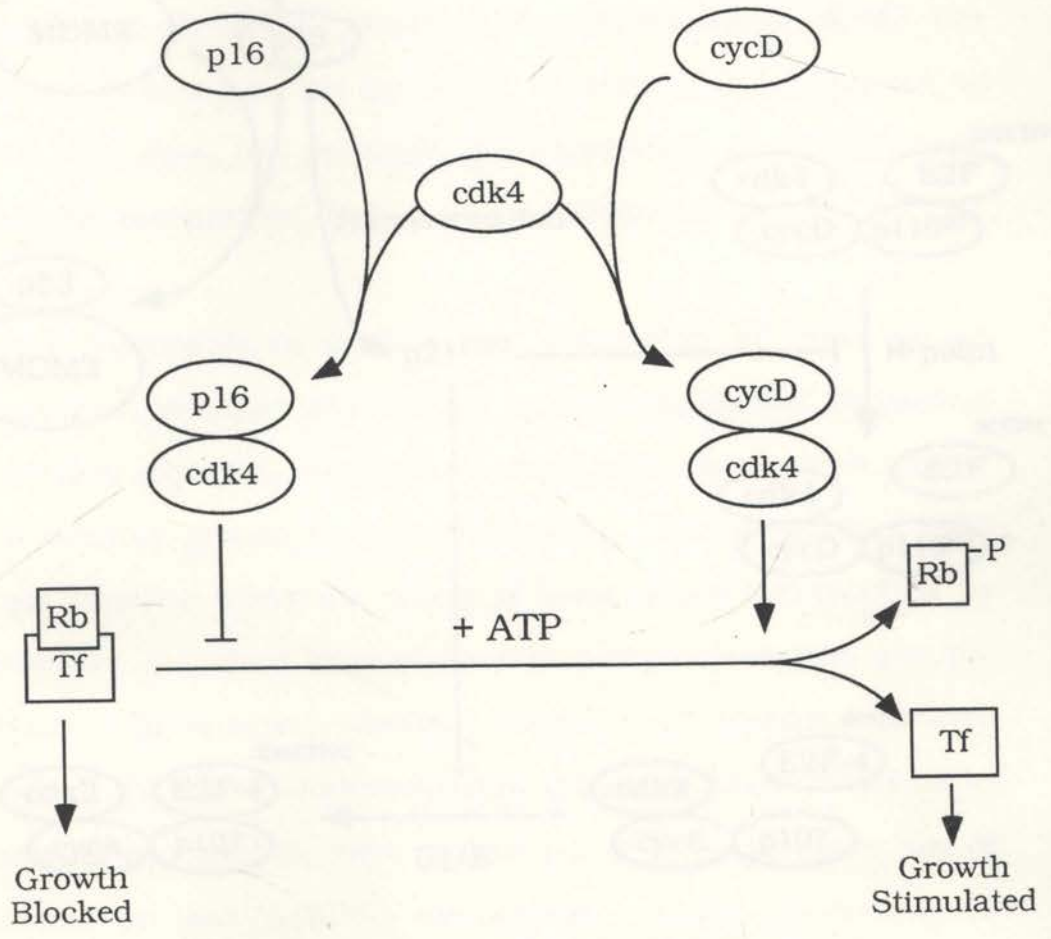 p16
cycD
cdk4
p16
cdk4
cycD
cdk4
Rb
Tf
+ ATP
Rb
P
Tf
Growth
Blocked
Growth
Stimulated